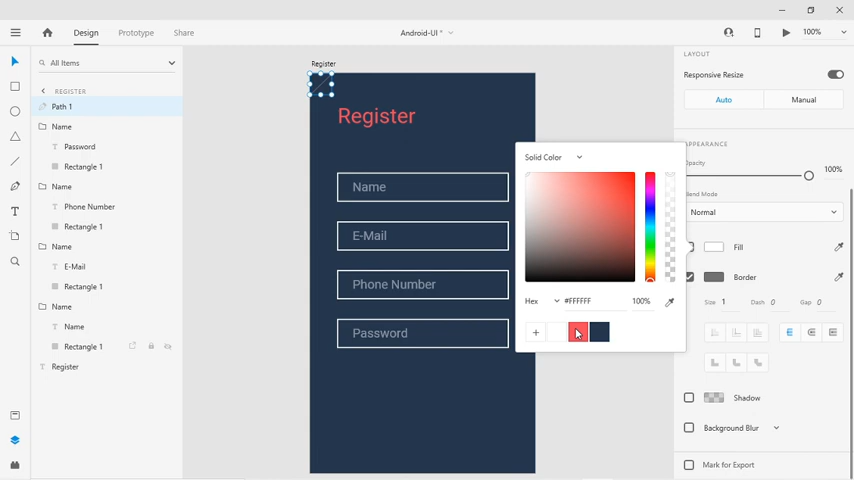 Design
Prototype
Share
Android-UI *
100%
All Items
REGISTER
Path 1
Name
Password
Rectangle 1
Name
Phone Number
Rectangle 1
Name
E-Mail
Rectangle 1
Name
Name
Rectangle 1
Register
Register
Register
Name
E-Mail
Phone Number
Password
Solid Color
Hex
#FFFFFF
100%
LAYOUT
Responsive Resize
Auto
Manual
APPEARANCE
Opacity
100%
Blend Mode
Normal
Fill
Border
Size 1
Dash 0
Gap 0
Shadow
Background Blur
Mark for Export